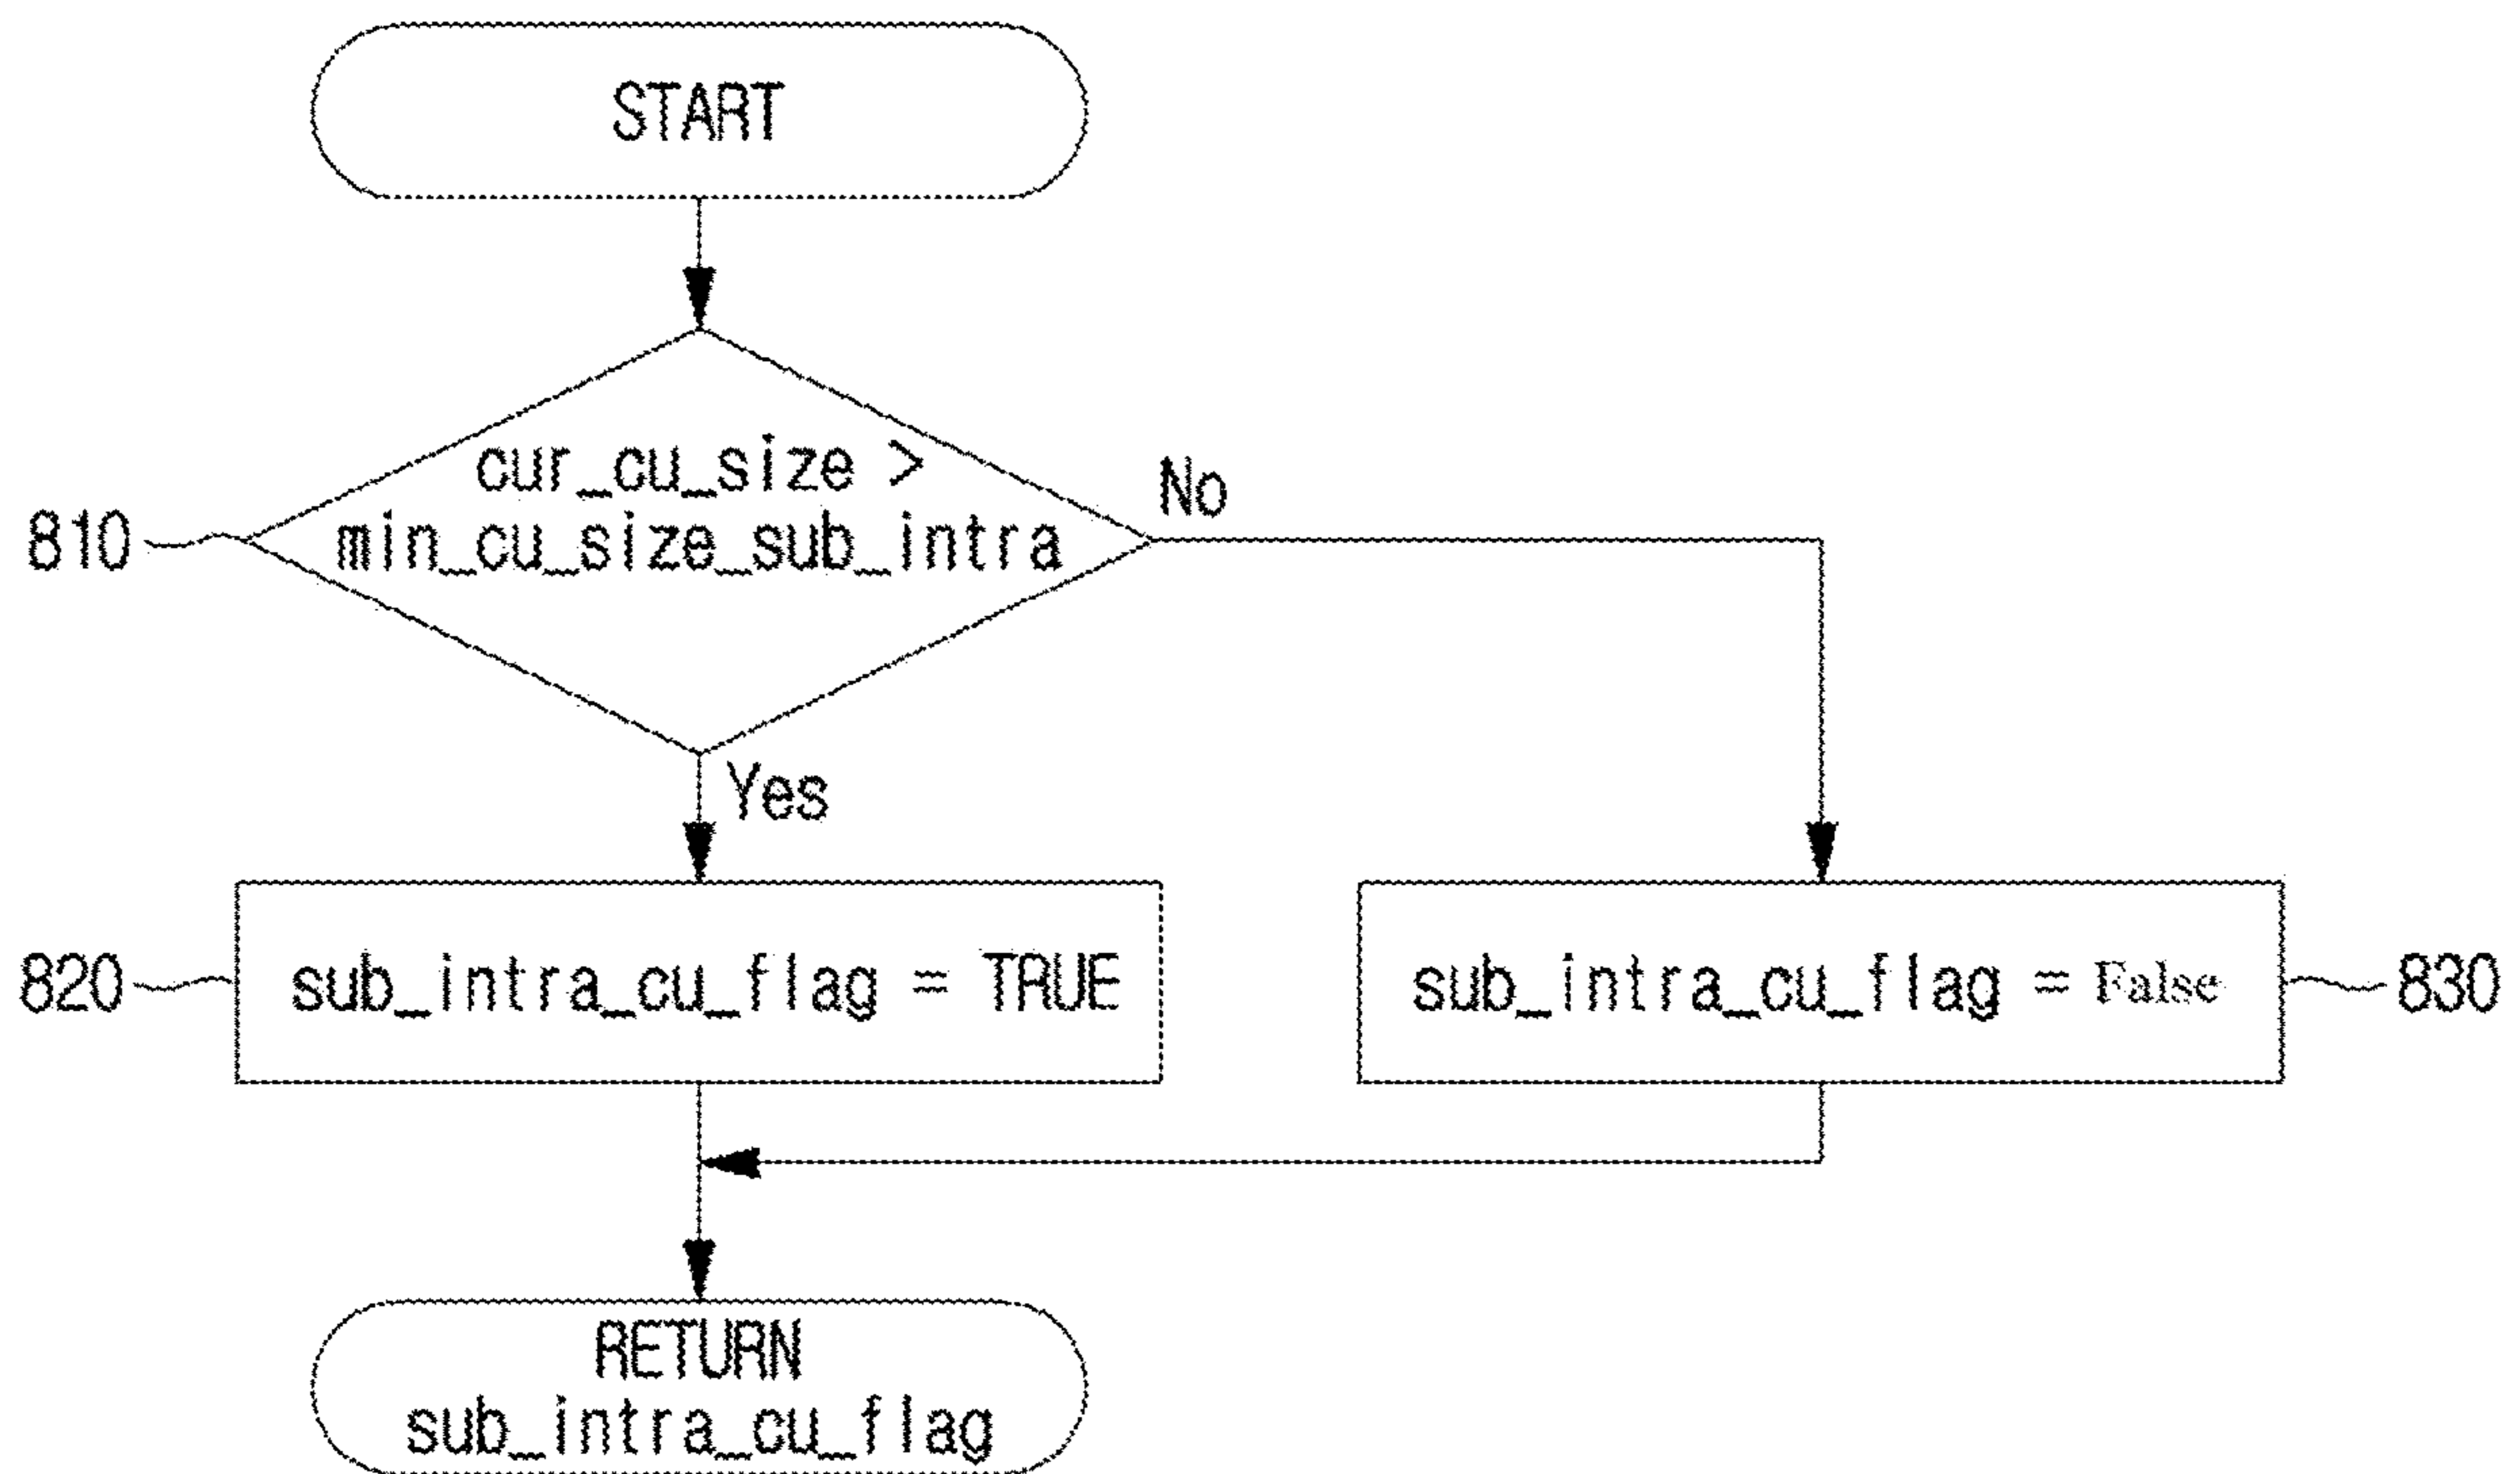 START
cur_cu_size >
min_cu_size_sub_intra
810
No
Yes
820
sub_intra_cu_flag = TRUE
sub_intra_cu_flag = False
830
RETURN
sub_intra_cu_flag